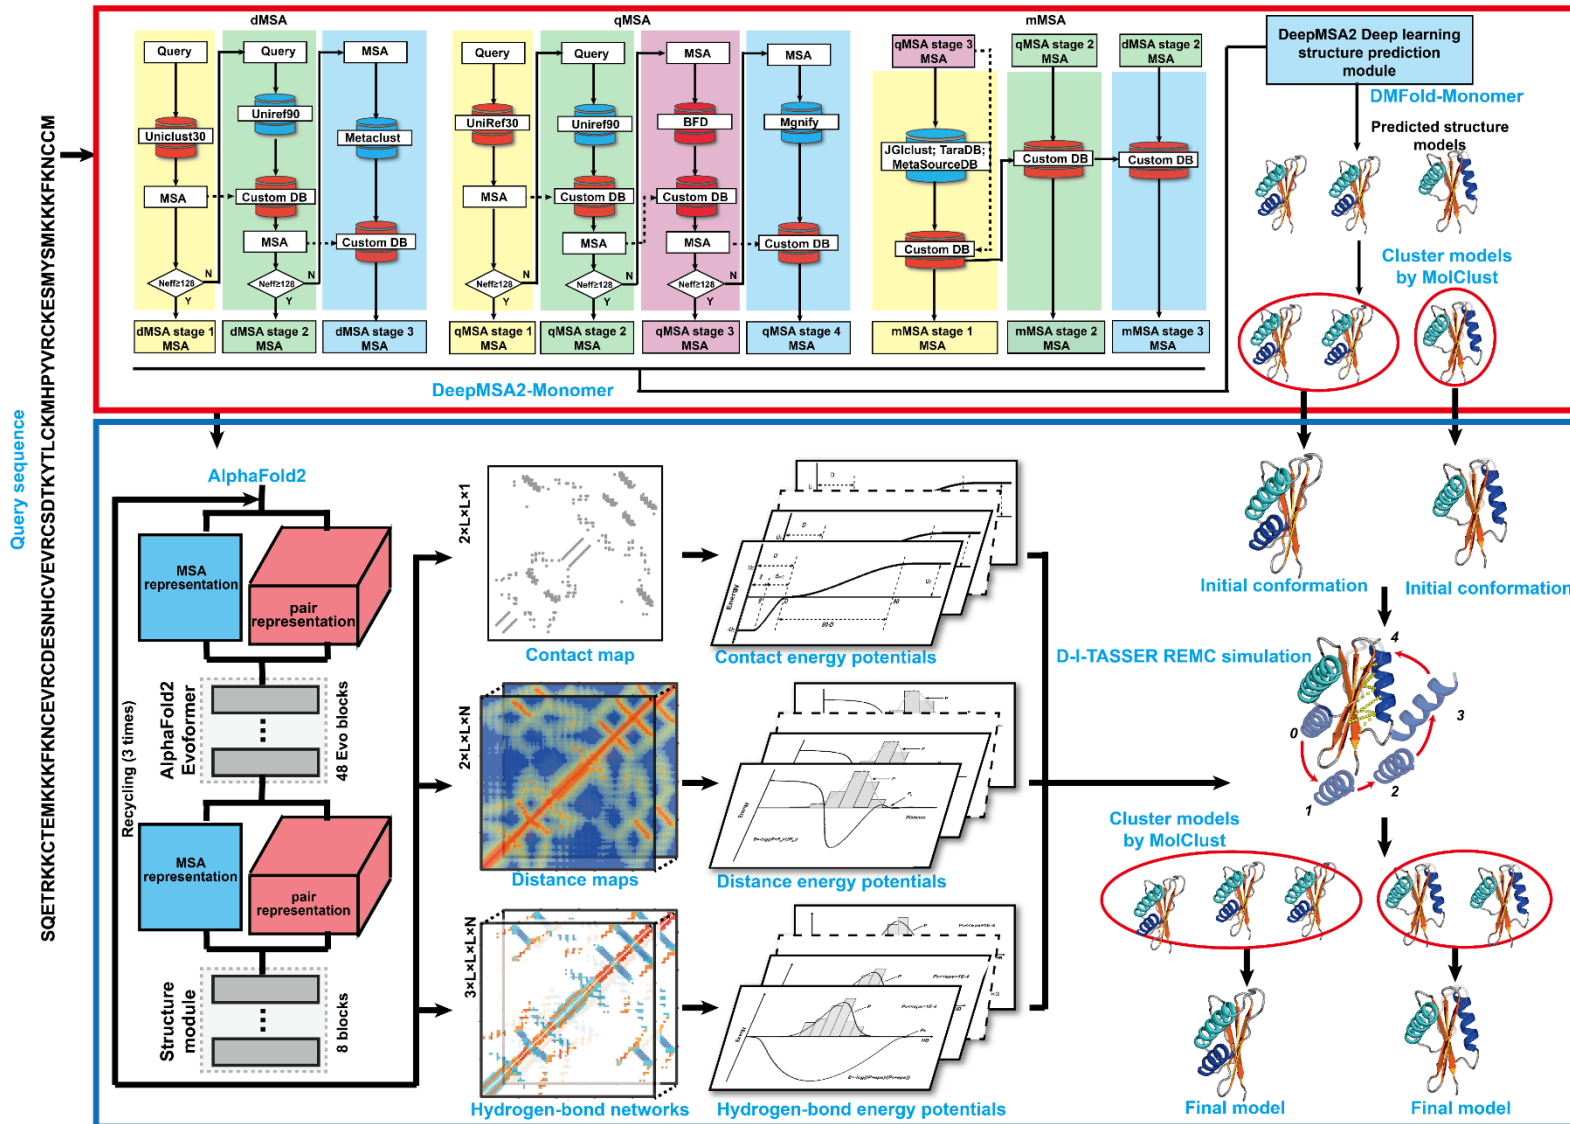 Query sequence
SQETRKKCTEMKKKFKNCEVRCDESNHCVEVRCSDTKYTLCKMHPYVRCKESMYSMKKKFKNCCM
dMSA
Query
Uniclust30
MSA
Neff≥128
N
Y
dMSA stage 1
MSA
Query
Uniref90
Custom DB
MSA
Neff≥128
N
Y
dMSA stage 2
MSA
MSA
Metaclust
Custom DB
dMSA stage 3
MSA
qMSA
Query
UniRef30
MSA
Neff≥128
N
Y
qMSA stage 1
MSA
Query
Uniref90
Custom DB
MSA
Neff≥128
N
Y
qMSA stage 2
MSA
MSA
BFD
Custom DB
MSA
Neff≥128
N
Y
qMSA stage 3
MSA
MSA
Mgnify
Custom DB
qMSA stage 4
MSA
mMSA
qMSA stage 3
MSA
JGIclust; TaraDB;
MetaSourceDB
Custom DB
mMSA stage 1
MSA
qMSA stage 2
MSA
Custom DB
mMSA stage 2
MSA
dMSA stage 2
MSA
Custom DB
mMSA stage 3
MSA
DeepMSA2-Monomer
DeepMSA2 Deep learning
structure prediction
module
DMFold-Monomer
Predicted structure
models
Cluster models
by MolClust
Initial conformation
Initial conformation
AlphaFold2
MSA
representation
pair
representation
AlphaFold2
Evoformer
48 Evo blocks
Recycling (3 times)
MSA
representation
pair
representation
Structure
module
8 blocks
2×L×L×1
Contact map
Energy
Contact energy potentials
2×L×L×N
Distance maps
Energy
Distance
Distance energy potentials
3×L×L×N
Hydrogen-bond networks
Energy
Hydrogen-bond energy potentials
D-I-TASSER REMC simulation
0
1
2
3
4
Cluster models
by MolClust
Final model
Final model